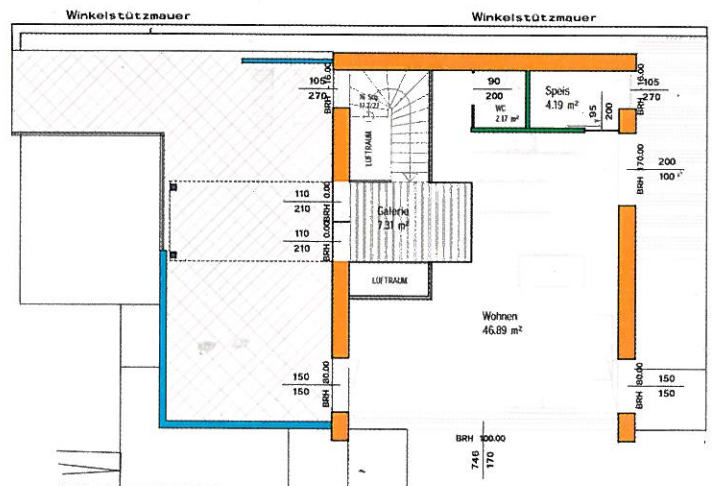 Winkelstützmauer
Winkelstützmauer
105
270
BRH 16.00
LUFTRAUM
90
200
WC
2.17 m²
Speis
4.19 m²
95
200
105
270
BRH 16.00
BRH 170.00
200
100
110
210
BRH 0.00
110
210
BRH 0.00
Galerie
7.31 m²
LUFTRAUM
Wohnen
46.89 m²
150
150
BRH 80.00
150
150
BRH 80.00
BRH 100.00
746
170